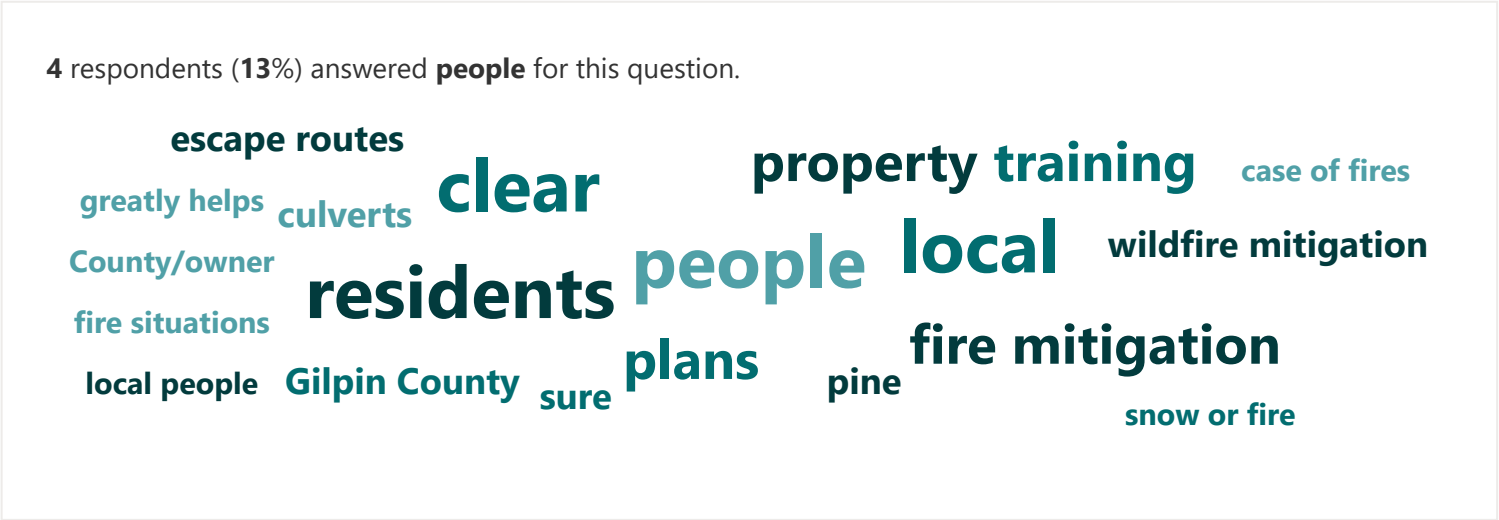 4 respondents (13%) answered people for this question.
escape routes
property training
case of fires
clear
greatly helps
culverts
local
wildfire mitigation
people
County/owner
residents
fire situations
fire mitigation
plans
local people
Gilpin County
sure
pine
snow or fire